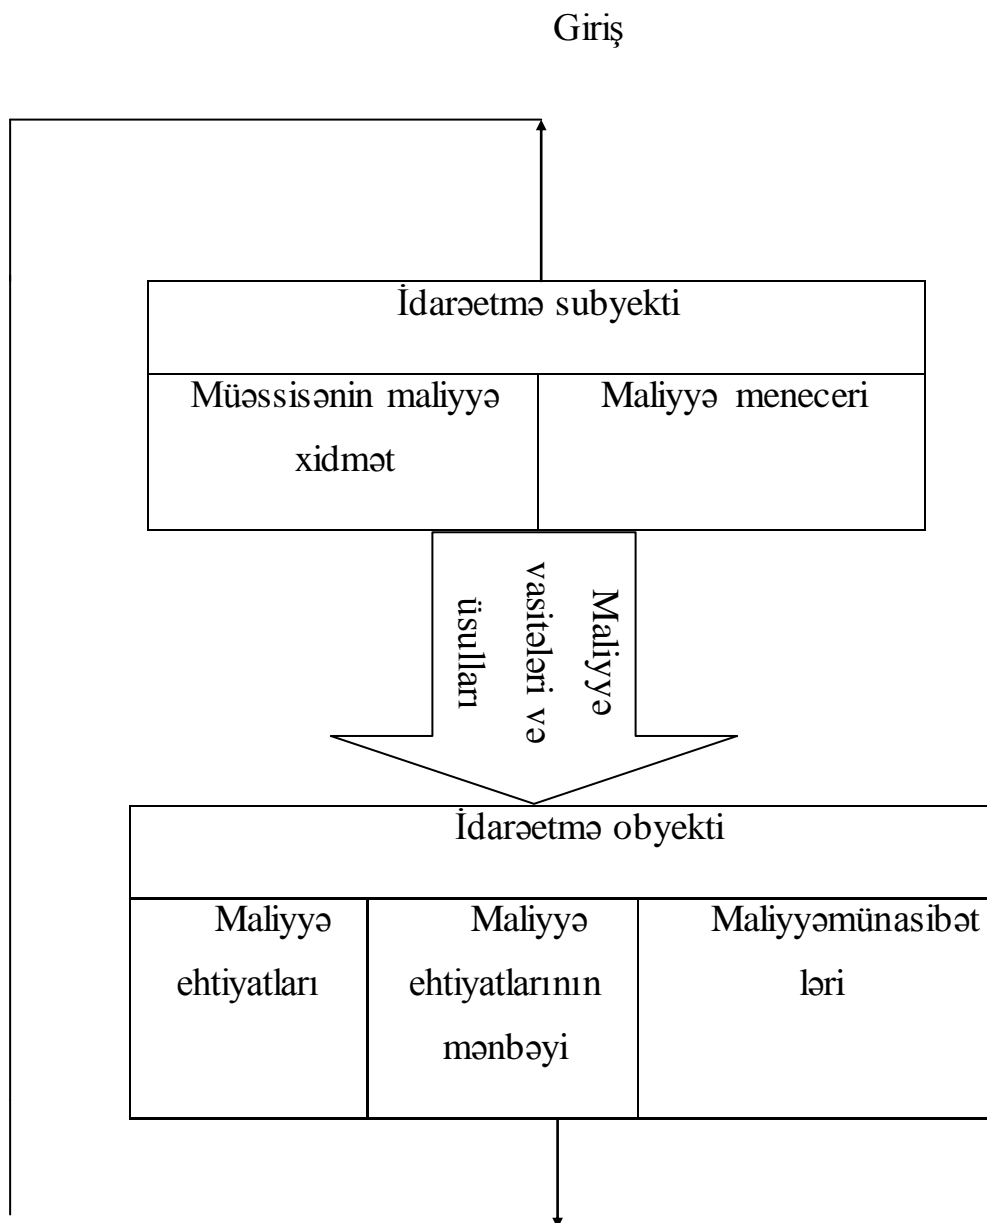 Giriş
İdarəetmə subyekti
Müəssisənin maliyyə
xidmət
Maliyyə meneceri
Maliyyə
vasitələri və
üsulları
İdarəetmə obyekti
Maliyyə
ehtiyatları
Maliyyə
ehtiyatlarının
mənbəyi
Maliyyəmünasibət
ləri